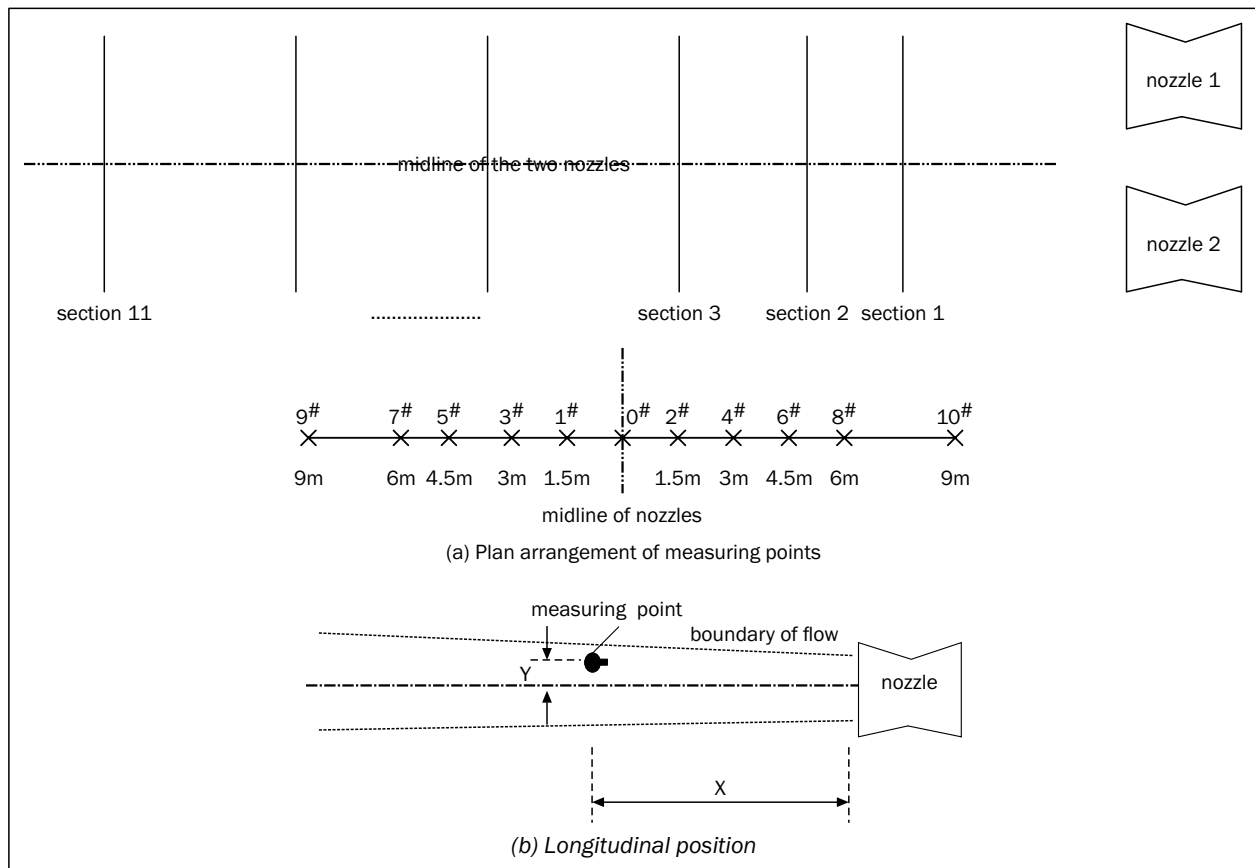 nozzle 1
midline of the two nozzles
nozzle 2
section 11 ..................... section 3 section 2 section 1
9# 7# 5# 3# 1# 0# 2# 4# 6# 8# 10#
9m 6m 4.5m 3m 1.5m 1.5m 3m 4.5m 6m 9m
midline of nozzles
(a) Plan arrangement of measuring points
measuring point
boundary of flow
Y
nozzle
X
(b) Longitudinal position